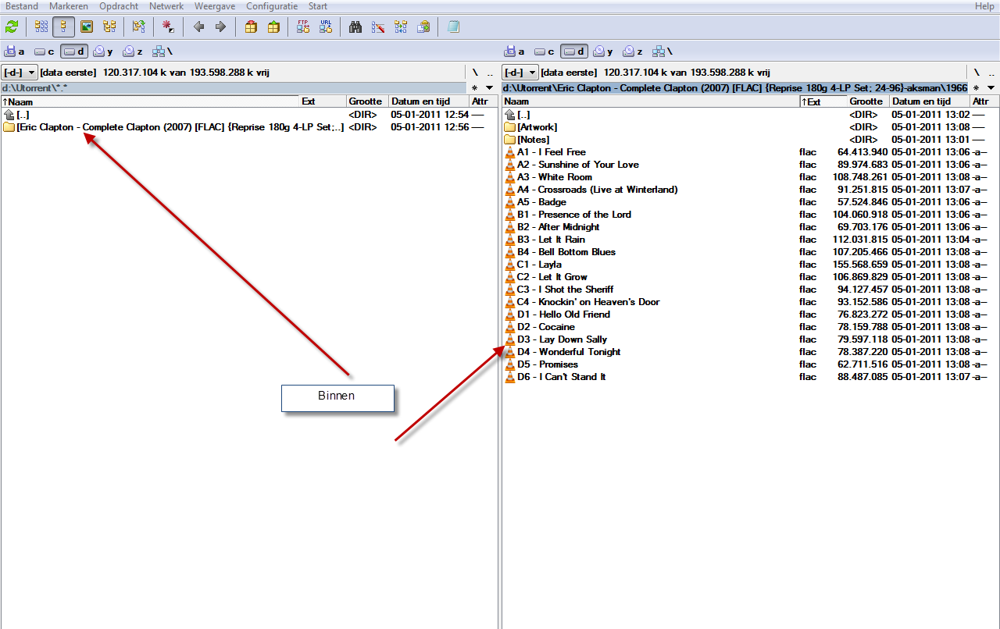 Bestand Markeren Opdracht Netwerk Weergave Configuratie Start Help
FTP URL
a c d y z \ a c d y z \
[-d-] [data eerste] 120.317.104 k van 193.598.288 k vrij \ .. [-d-] [data eerste] 120.317.104 k van 193.598.288 k vrij \ ..
d:\Utorrent\*.* * d:\Utorrent\Eric Clapton - Complete Clapton (2007) [FLAC] {Reprise 180g 4-LP Set; 24-96}-aksman\1966 *
↑Naam Ext Grootte Datum en tijd Attr
[..] <DIR> 05-01-2011 12:54 ----
[Eric Clapton - Complete Clapton (2007) [FLAC] {Reprise 180g 4-LP Set;..] <DIR> 05-01-2011 12:56 ----
Binnen
Naam ↑Ext Grootte Datum en tijd Attr
[..] <DIR> 05-01-2011 13:02 ----
[Artwork] <DIR> 05-01-2011 13:08 ----
[Notes] <DIR> 05-01-2011 13:01 ----
A1 - I Feel Free flac 64.413.940 05-01-2011 13:06 -a--
A2 - Sunshine of Your Love flac 89.974.683 05-01-2011 13:06 -a--
A3 - White Room flac 108.748.261 05-01-2011 13:08 -a--
A4 - Crossroads (Live at Winterland) flac 91.251.815 05-01-2011 13:07 -a--
A5 - Badge flac 57.524.846 05-01-2011 13:06 -a--
B1 - Presence of the Lord flac 104.060.918 05-01-2011 13:06 -a--
B2 - After Midnight flac 69.703.176 05-01-2011 13:06 -a--
B3 - Let It Rain flac 112.031.815 05-01-2011 13:04 -a--
B4 - Bell Bottom Blues flac 107.205.466 05-01-2011 13:08 -a--
C1 - Layla flac 155.568.659 05-01-2011 13:08 -a--
C2 - Let It Grow flac 106.869.829 05-01-2011 13:08 -a--
C3 - I Shot the Sheriff flac 94.127.457 05-01-2011 13:08 -a--
C4 - Knockin' on Heaven's Door flac 93.152.586 05-01-2011 13:08 -a--
D1 - Hello Old Friend flac 76.823.272 05-01-2011 13:08 -a--
D2 - Cocaine flac 78.159.788 05-01-2011 13:08 -a--
D3 - Lay Down Sally flac 79.597.118 05-01-2011 13:08 -a--
D4 - Wonderful Tonight flac 78.387.220 05-01-2011 13:08 -a--
D5 - Promises flac 62.711.516 05-01-2011 13:08 -a--
D6 - I Can't Stand It flac 88.487.085 05-01-2011 13:07 -a--